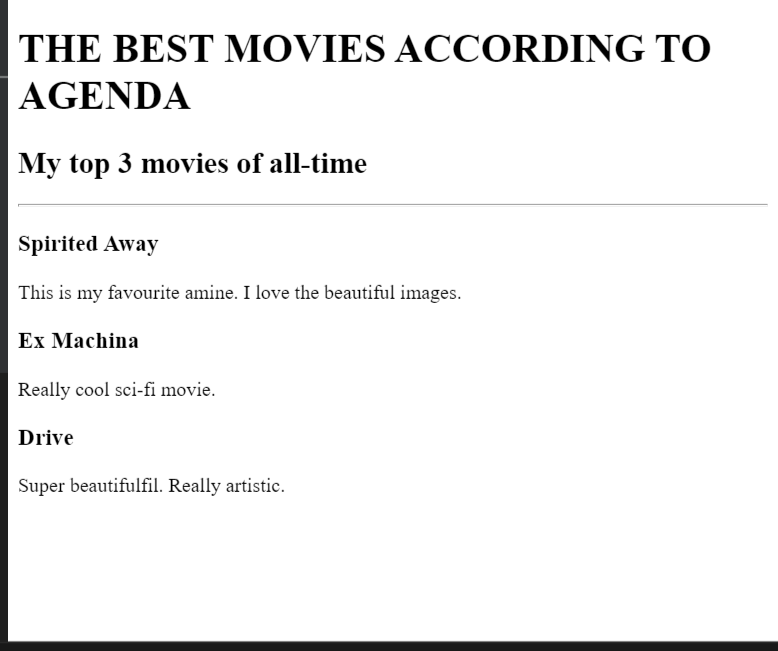 THE BEST MOVIES ACCORDING TO
AGENDA
My top 3 movies of all-time
Spirited Away
This is my favourite amine. I love the beautiful images.
Ex Machina
Really cool sci-fi movie.
Drive
Super beautifulfil. Really artistic.